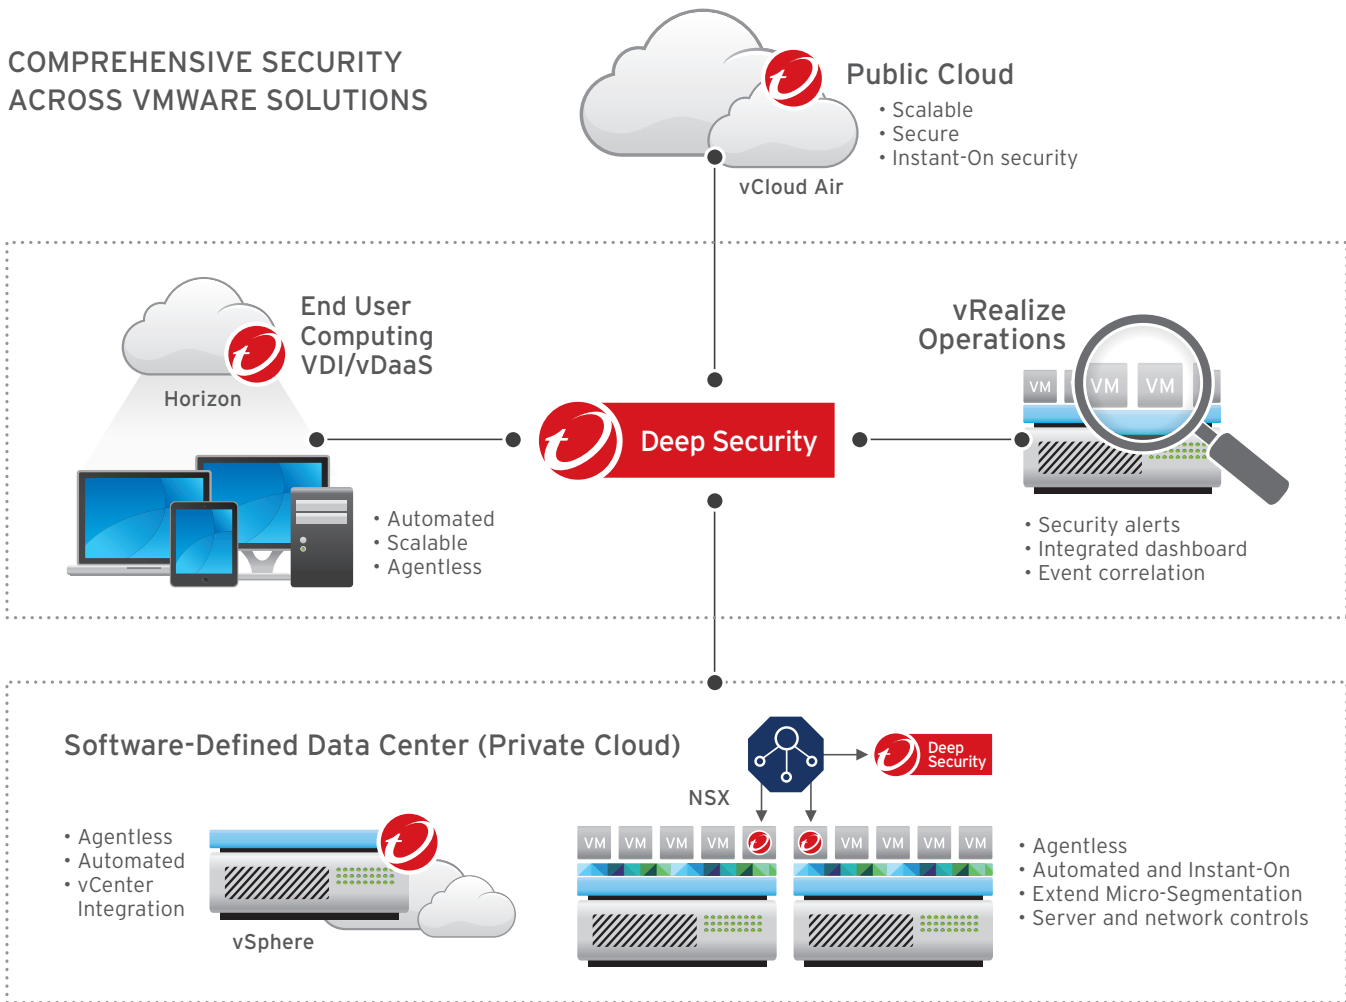 COMPREHENSIVE SECURITY
ACROSS VMWARE SOLUTIONS
Public Cloud
• Scalable
• Secure
• Instant-On security
vCloud Air
End User
Computing
VDI/vDaaS
Horizon
• Automated
• Scalable
• Agentless
Deep Security
vRealize
Operations
VM
VM
VM
• Security alerts
• Integrated dashboard
• Event correlation
Software-Defined Data Center (Private Cloud)
Deep
Security
NSX
• Agentless
• Automated
• vCenter
Integration
vSphere
VM VM VM VM
VM VM VM VM
• Agentless
• Automated and Instant-On
• Extend Micro-Segmentation
• Server and network controls